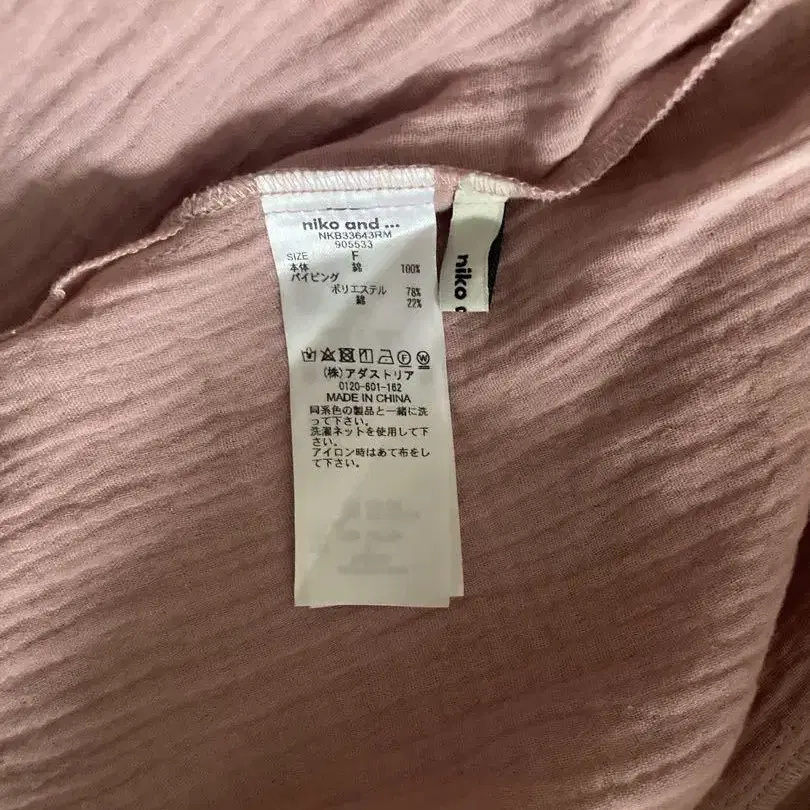 niko and ...
NKB33643RM
905533
SIZE F
本体 綿 100%
パイピング
ポリエステル 78%
綿 22%
F W
(株)アダストリア
0120-601-162
MADE IN CHINA
同系色の製品と一緒に洗
って下さい。
洗濯ネットを使用して下
さい。
アイロン時はあて布をし
て下さい。
niko